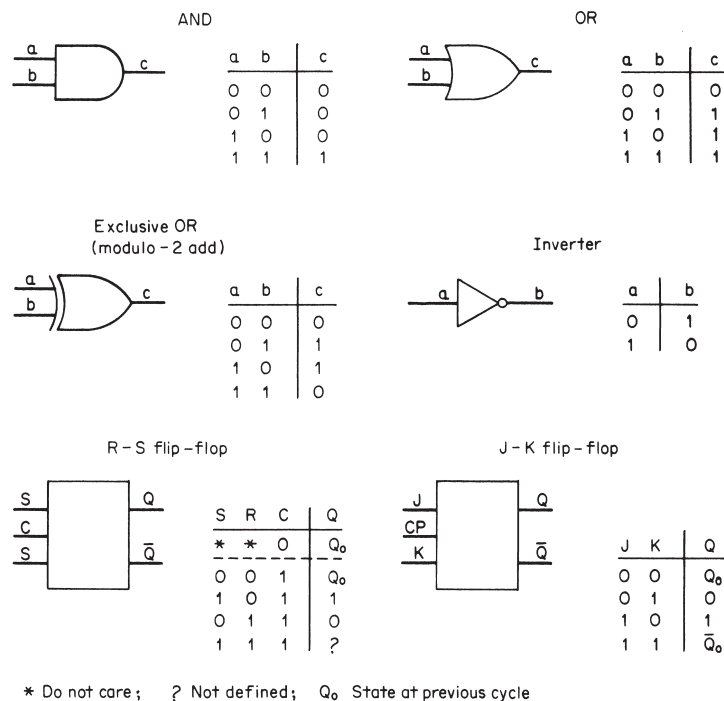 AND
a
b
c
a b c
0 0 0
0 1 0
1 0 0
1 1 1
OR
a
b
c
a b c
0 0 0
0 1 1
1 0 1
1 1 1
Exclusive OR
(modulo-2 add)
a
b
c
a b c
0 0 0
0 1 1
1 0 1
1 1 0
Inverter
a
b
a b
0 1
1 0
R-S flip-flop
S
C
S
Q
Q̅
S R C Q
* * 0 Q₀
0 0 1 Q₀
1 0 1 1
0 1 1 0
1 1 1 ?
J-K flip-flop
J
CP
K
Q
Q̅
J K Q
0 0 Q₀
0 1 0
1 0 1
1 1 Q̅₀
* Do not care; ? Not defined; Q₀ State at previous cycle